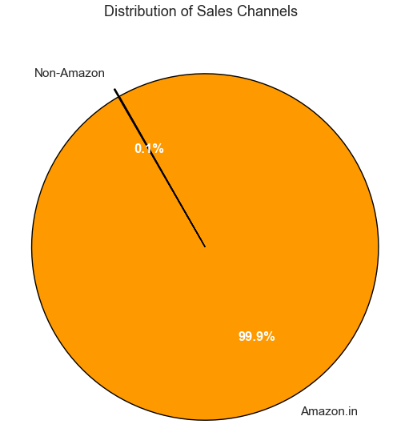 Distribution of Sales Channels
Non-Amazon
0.1%
99.9%
Amazon.in